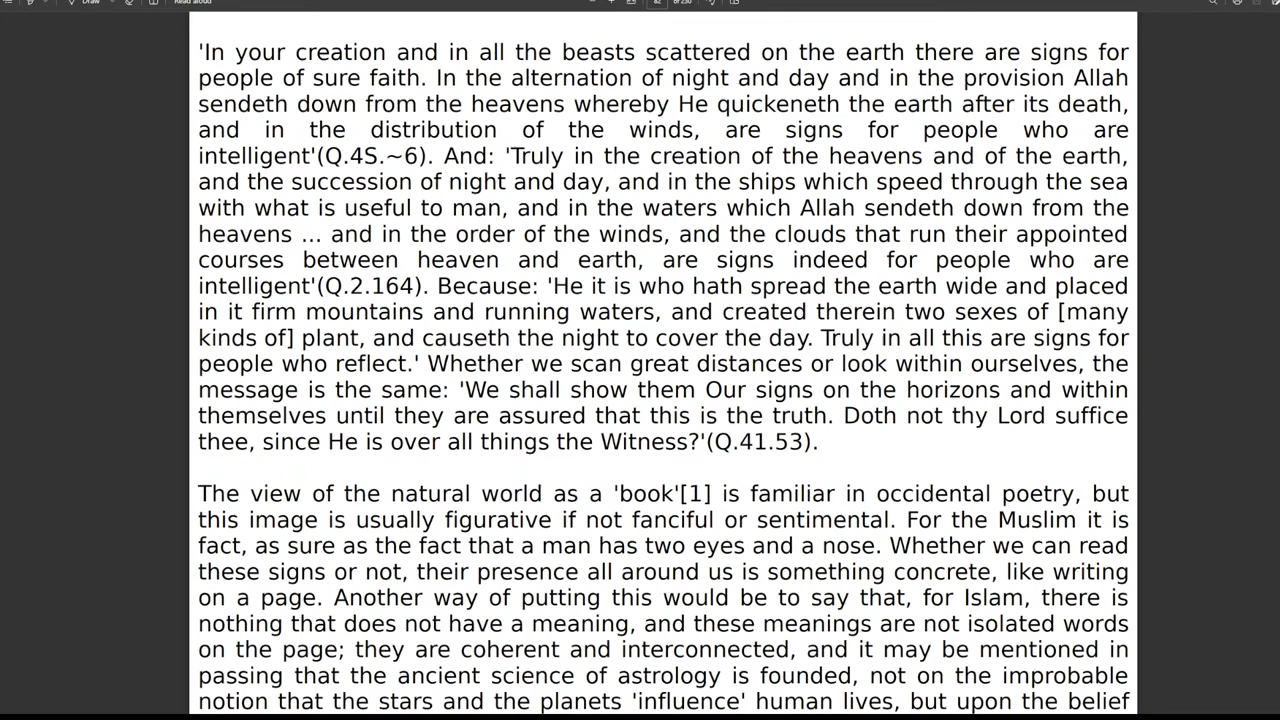 Draw
Read aloud
82
of 230
'In your creation and in all the beasts scattered on the earth there are signs for
people of sure faith. In the alternation of night and day and in the provision Allah
sendeth down from the heavens whereby He quickeneth the earth after its death,
and in the distribution of the winds, are signs for people who are
intelligent'(Q.4S.~6). And: 'Truly in the creation of the heavens and of the earth,
and the succession of night and day, and in the ships which speed through the sea
with what is useful to man, and in the waters which Allah sendeth down from the
heavens ... and in the order of the winds, and the clouds that run their appointed
courses between heaven and earth, are signs indeed for people who are
intelligent'(Q.2.164). Because: 'He it is who hath spread the earth wide and placed
in it firm mountains and running waters, and created therein two sexes of [many
kinds of] plant, and causeth the night to cover the day. Truly in all this are signs for
people who reflect.' Whether we scan great distances or look within ourselves, the
message is the same: 'We shall show them Our signs on the horizons and within
themselves until they are assured that this is the truth. Doth not thy Lord suffice
thee, since He is over all things the Witness?'(Q.41.53).
The view of the natural world as a 'book'[1] is familiar in occidental poetry, but
this image is usually figurative if not fanciful or sentimental. For the Muslim it is
fact, as sure as the fact that a man has two eyes and a nose. Whether we can read
these signs or not, their presence all around us is something concrete, like writing
on a page. Another way of putting this would be to say that, for Islam, there is
nothing that does not have a meaning, and these meanings are not isolated words
on the page; they are coherent and interconnected, and it may be mentioned in
passing that the ancient science of astrology is founded, not on the improbable
notion that the stars and the planets 'influence' human lives, but upon the belief